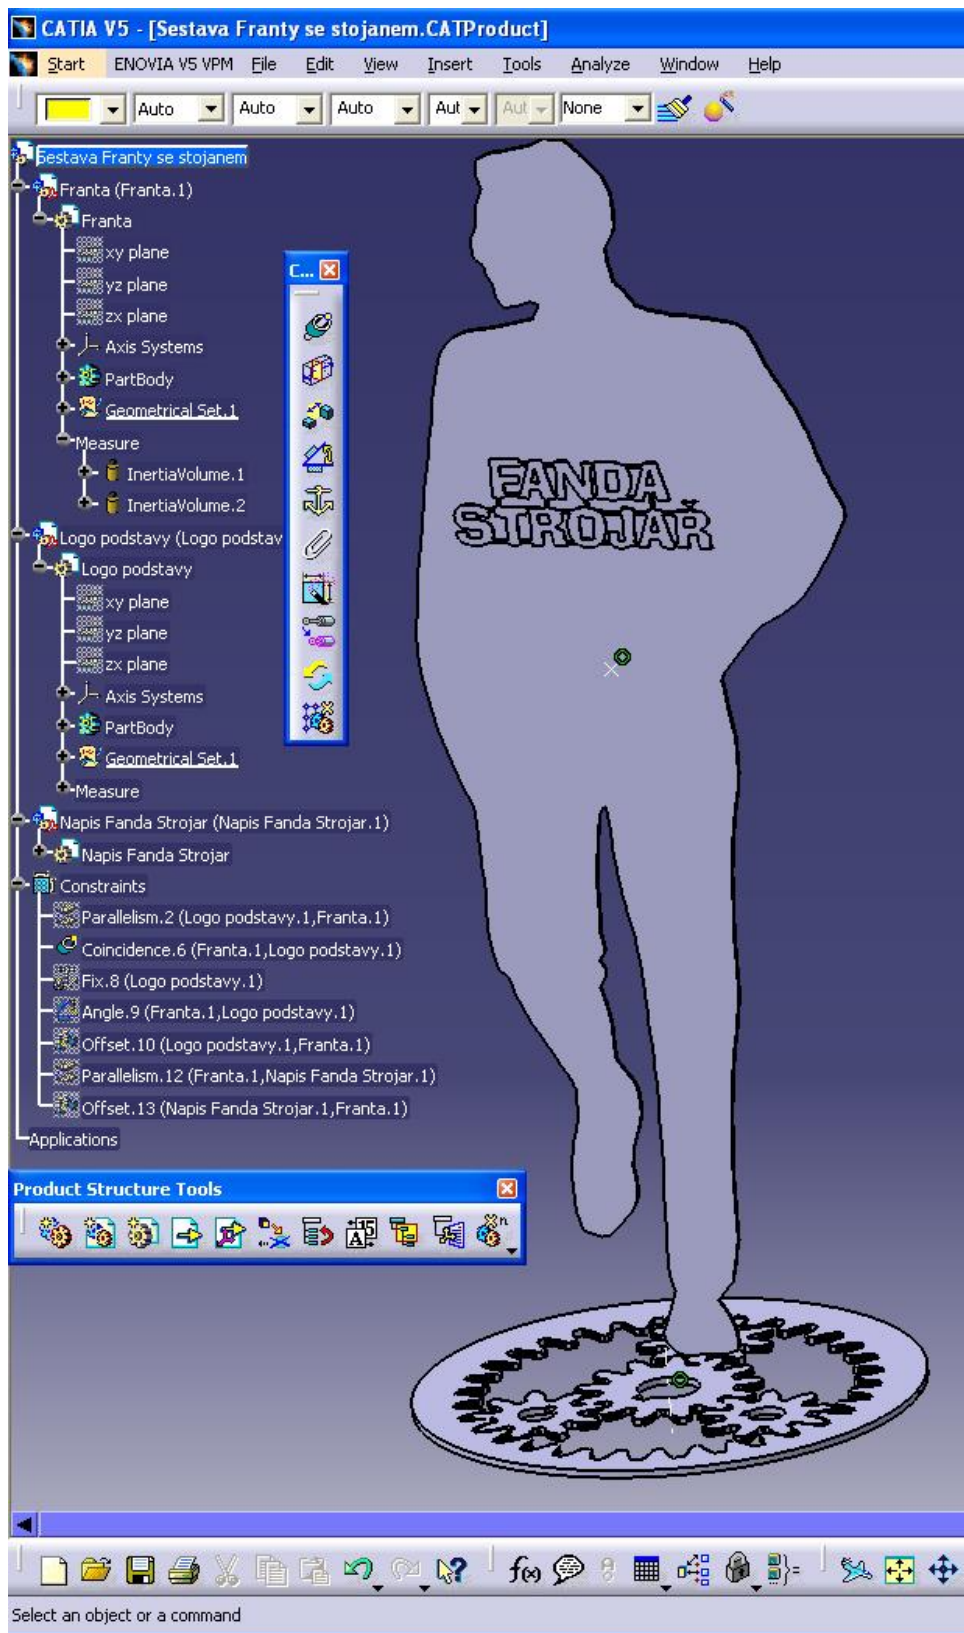 CATIA V5 - [Sestava Franty se stojanem.CATProduct]
Start ENOVIA V5 VPM File Edit View Insert Tools Analyze Window Help
Auto Auto Auto Aut Aut None
Sestava Franty se stojanem
Franta (Franta.1)
Franta
xy plane
yz plane
zx plane
Axis Systems
PartBody
Geometrical Set.1
Measure
InertiaVolume.1
InertiaVolume.2
Logo podstavy (Logo podstav
Logo podstavy
xy plane
yz plane
zx plane
Axis Systems
PartBody
Geometrical Set.1
Measure
Napis Fanda Strojar (Napis Fanda Strojar.1)
Napis Fanda Strojar
Constraints
Parallelism.2 (Logo podstavy.1,Franta.1)
Coincidence.6 (Franta.1,Logo podstavy.1)
Fix.8 (Logo podstavy.1)
Angle.9 (Franta.1,Logo podstavy.1)
Offset.10 (Logo podstavy.1,Franta.1)
Parallelism.12 (Franta.1,Napis Fanda Strojar.1)
Offset.13 (Napis Fanda Strojar.1,Franta.1)
Applications
C...
FANDA
STROJAŘ
Product Structure Tools
f(x)
Select an object or a command